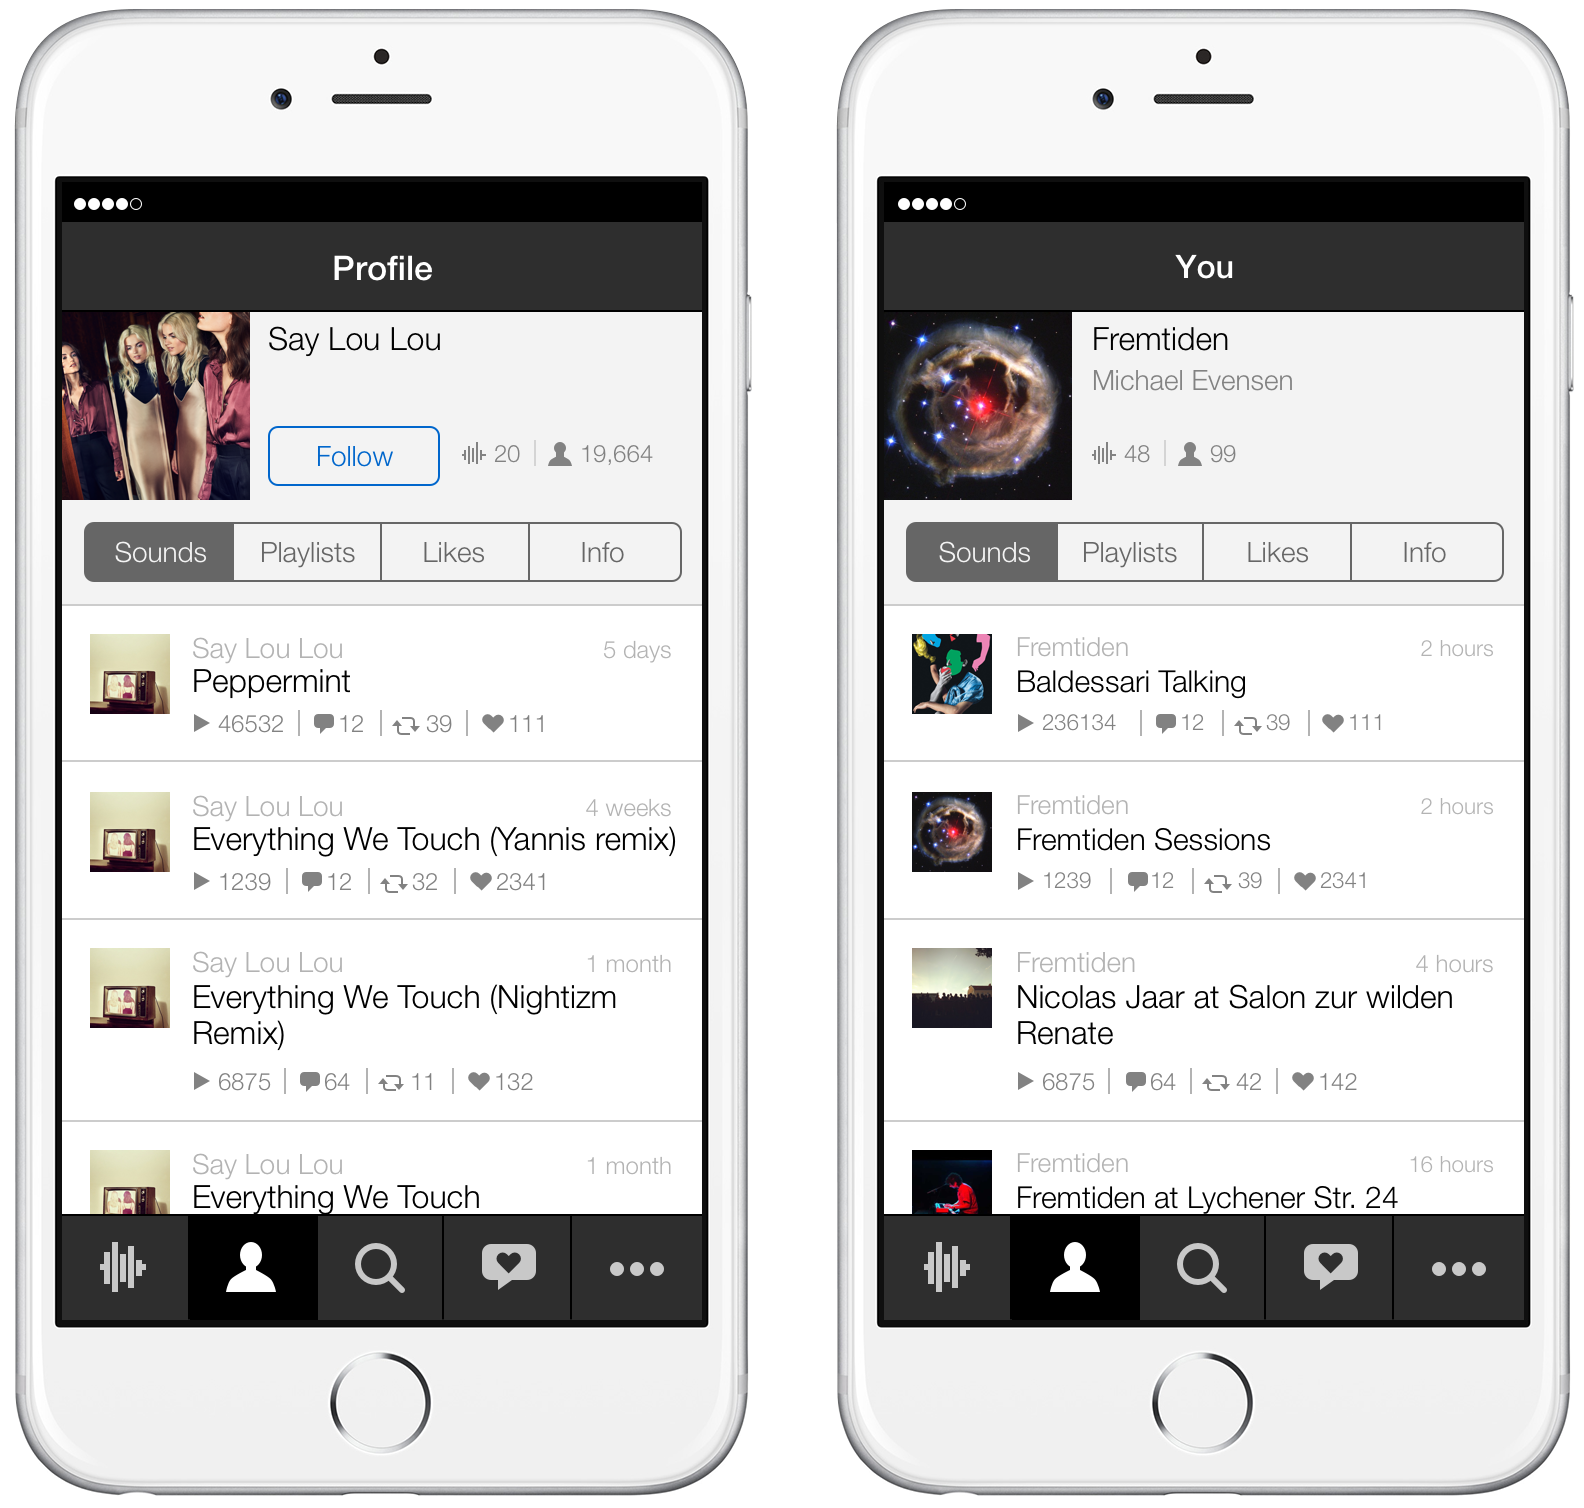 Profile
Say Lou Lou
Follow
20
19,664
Sounds
Playlists
Likes
Info
Say Lou Lou
5 days
Peppermint
46532
12
39
111
Say Lou Lou
4 weeks
Everything We Touch (Yannis remix)
1239
12
32
2341
Say Lou Lou
1 month
Everything We Touch (Nightizm
Remix)
6875
64
11
132
Say Lou Lou
1 month
Everything We Touch
You
Fremtiden
Michael Evensen
48
99
Sounds
Playlists
Likes
Info
Fremtiden
2 hours
Baldessari Talking
236134
12
39
111
Fremtiden
2 hours
Fremtiden Sessions
1239
12
39
2341
Fremtiden
4 hours
Nicolas Jaar at Salon zur wilden
Renate
6875
64
42
142
Fremtiden
16 hours
Fremtiden at Lychener Str. 24